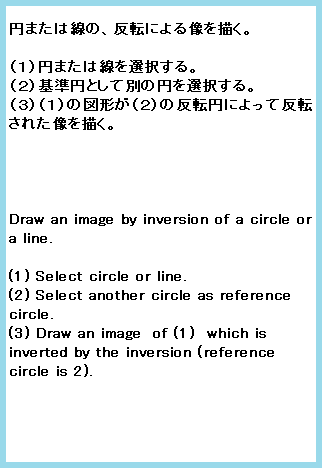 円または線の、反転による像を描く。
(1)円または線を選択する。
(2)基準円として別の円を選択する。
(3)(1)の図形が(2)の反転円によって反転
された像を描く。
Draw an image by inversion of a circle or
a line.
(1) Select circle or line.
(2) Select another circle as reference
circle.
(3) Draw an image  of (1)  which is
inverted by the inversion (reference
circle is 2).